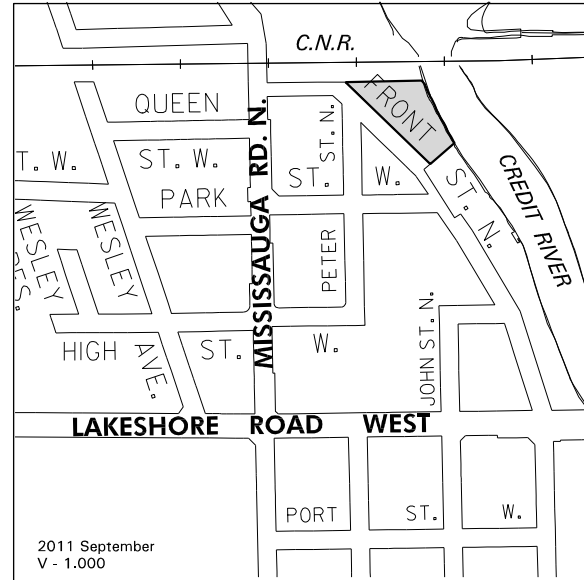 C.N.R.
QUEEN
ST. W.
FRONT
ST. N.
T. W.
ST. W.
PARK
ST.
W.
MISSISSAUGA RD. N.
ST. N.
PETER
CREDIT RIVER
WESLEY
WESLEY
AVE.
HIGH
ST.
W.
JOHN ST. N.
LAKESHORE ROAD WEST
PORT
ST.
W.
2011 September
V - 1.000